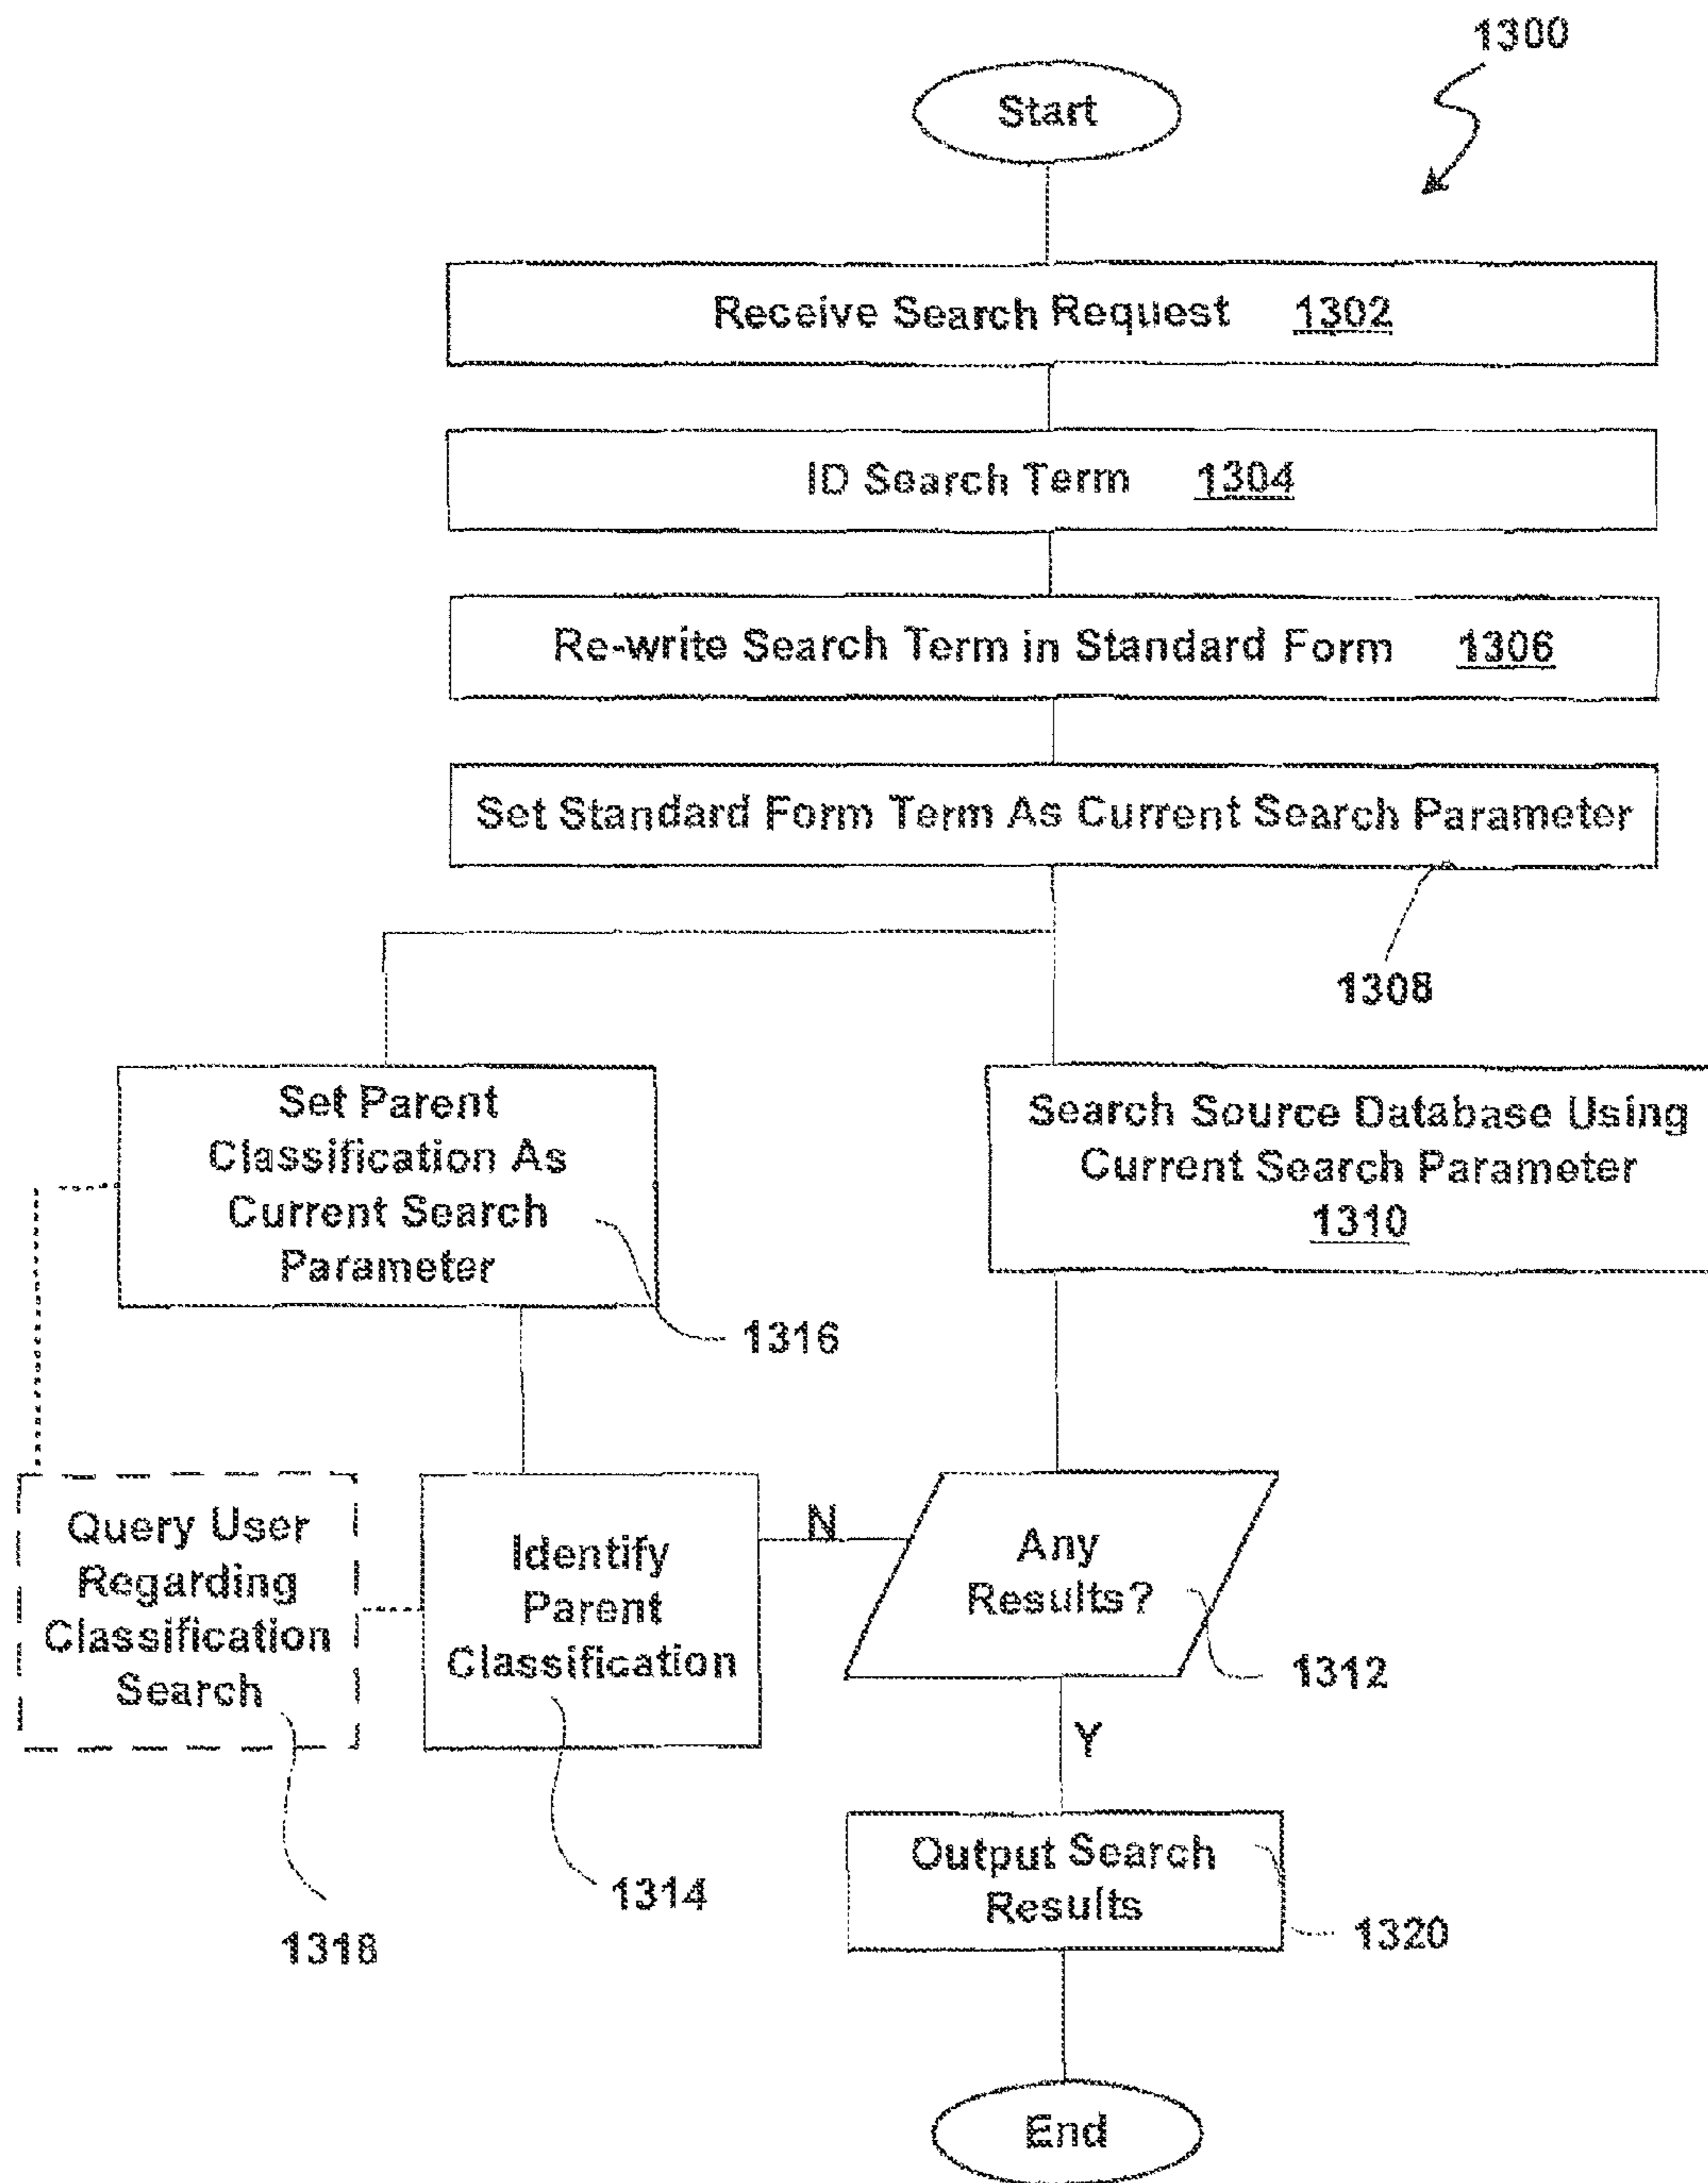 1300
Start
Receive Search Request 1302
ID Search Term 1304
Re-write Search Term in Standard Form 1306
Set Standard Form Term As Current Search Parameter
1308
Set Parent
Classification As
Current Search
Parameter
1316
Search Source Database Using
Current Search Parameter
1310
Query User
Regarding
Classification
Search
1318
Identify
Parent
Classification
1314
N
Any
Results?
1312
Y
Output Search
Results
1320
End